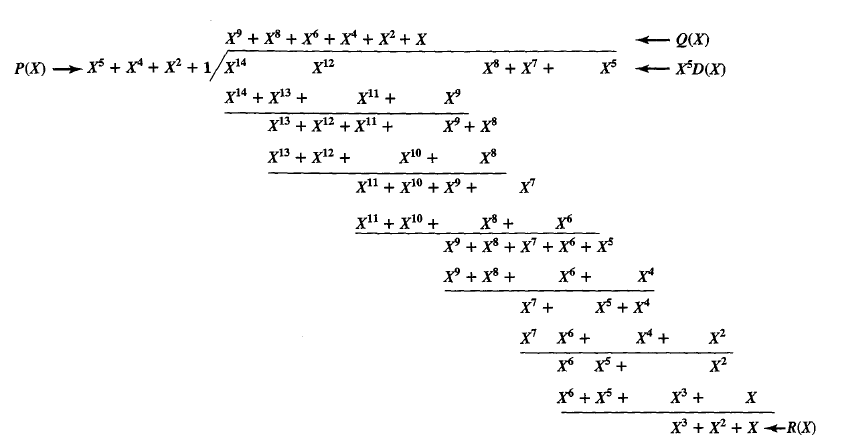 X⁹ + X⁸ + X⁶ + X⁴ + X² + X ← Q(X)
P(X) → X⁵ + X⁴ + X² + 1 / X¹⁴ X¹² X⁸ + X⁷ + X⁵ ← X⁵D(X)
X¹⁴ + X¹³ + X¹¹ + X⁹
X¹³ + X¹² + X¹¹ + X⁹ + X⁸
X¹³ + X¹² + X¹⁰ + X⁸
X¹¹ + X¹⁰ + X⁹ + X⁷
X¹¹ + X¹⁰ + X⁸ + X⁶
X⁹ + X⁸ + X⁷ + X⁶ + X⁵
X⁹ + X⁸ + X⁶ + X⁴
X⁷ + X⁵ + X⁴
X⁷ X⁶ + X⁴ + X²
X⁶ X⁵ + X²
X⁶ + X⁵ + X³ + X
X³ + X² + X ← R(X)